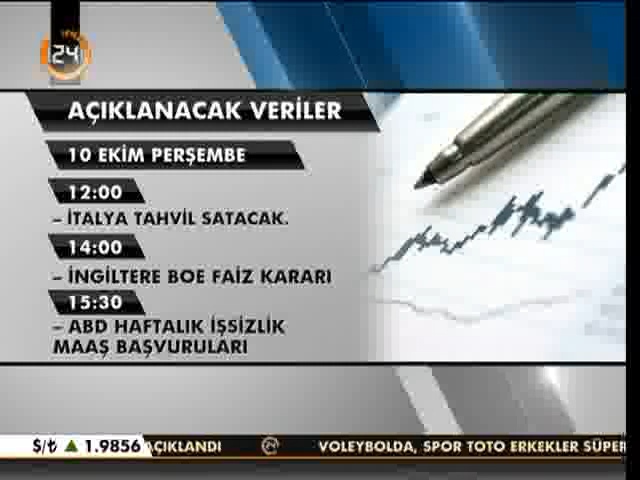 24
AÇIKLANACAK VERİLER
10 EKİM PERŞEMBE
12:00
– İTALYA TAHVİL SATACAK.
14:00
– İNGİLTERE BOE FAİZ KARARI
15:30
– ABD HAFTALIK İŞSİZLİK
MAAŞ BAŞVURULARI
$/₺ ▲ 1.9856 AÇIKLANDI 24 VOLEYBOLDA, SPOR TOTO ERKEKLER SÜPER